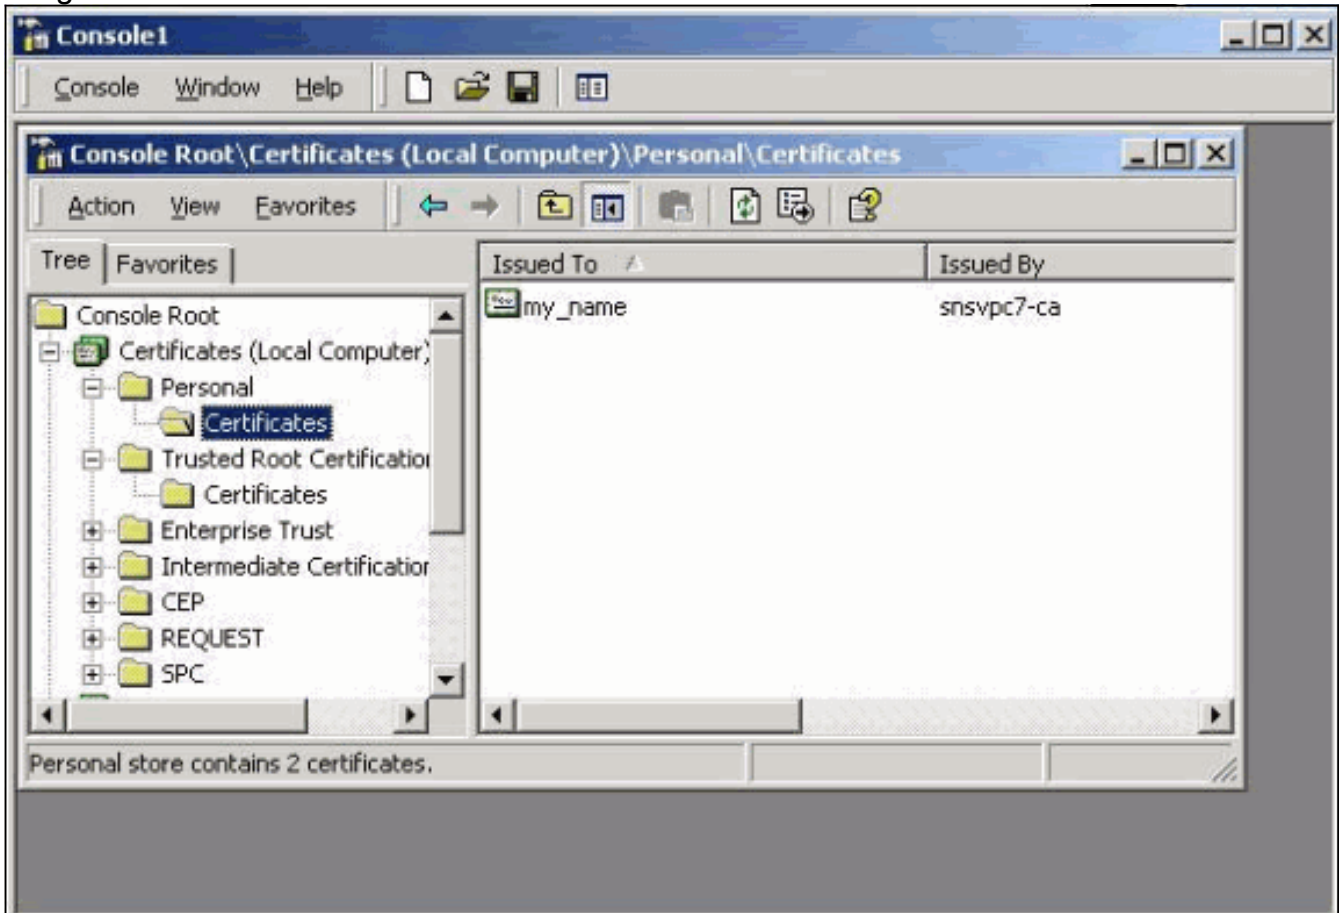 Console1
Console Window Help
Console Root\Certificates (Local Computer)\Personal\Certificates
Action View Favorites
Tree Favorites
Issued To Issued By
my_name snsvpc7-ca
Console Root
Certificates (Local Computer)
Personal
Certificates
Trusted Root Certification
Certificates
Enterprise Trust
Intermediate Certification
CEP
REQUEST
SPC
Personal store contains 2 certificates.